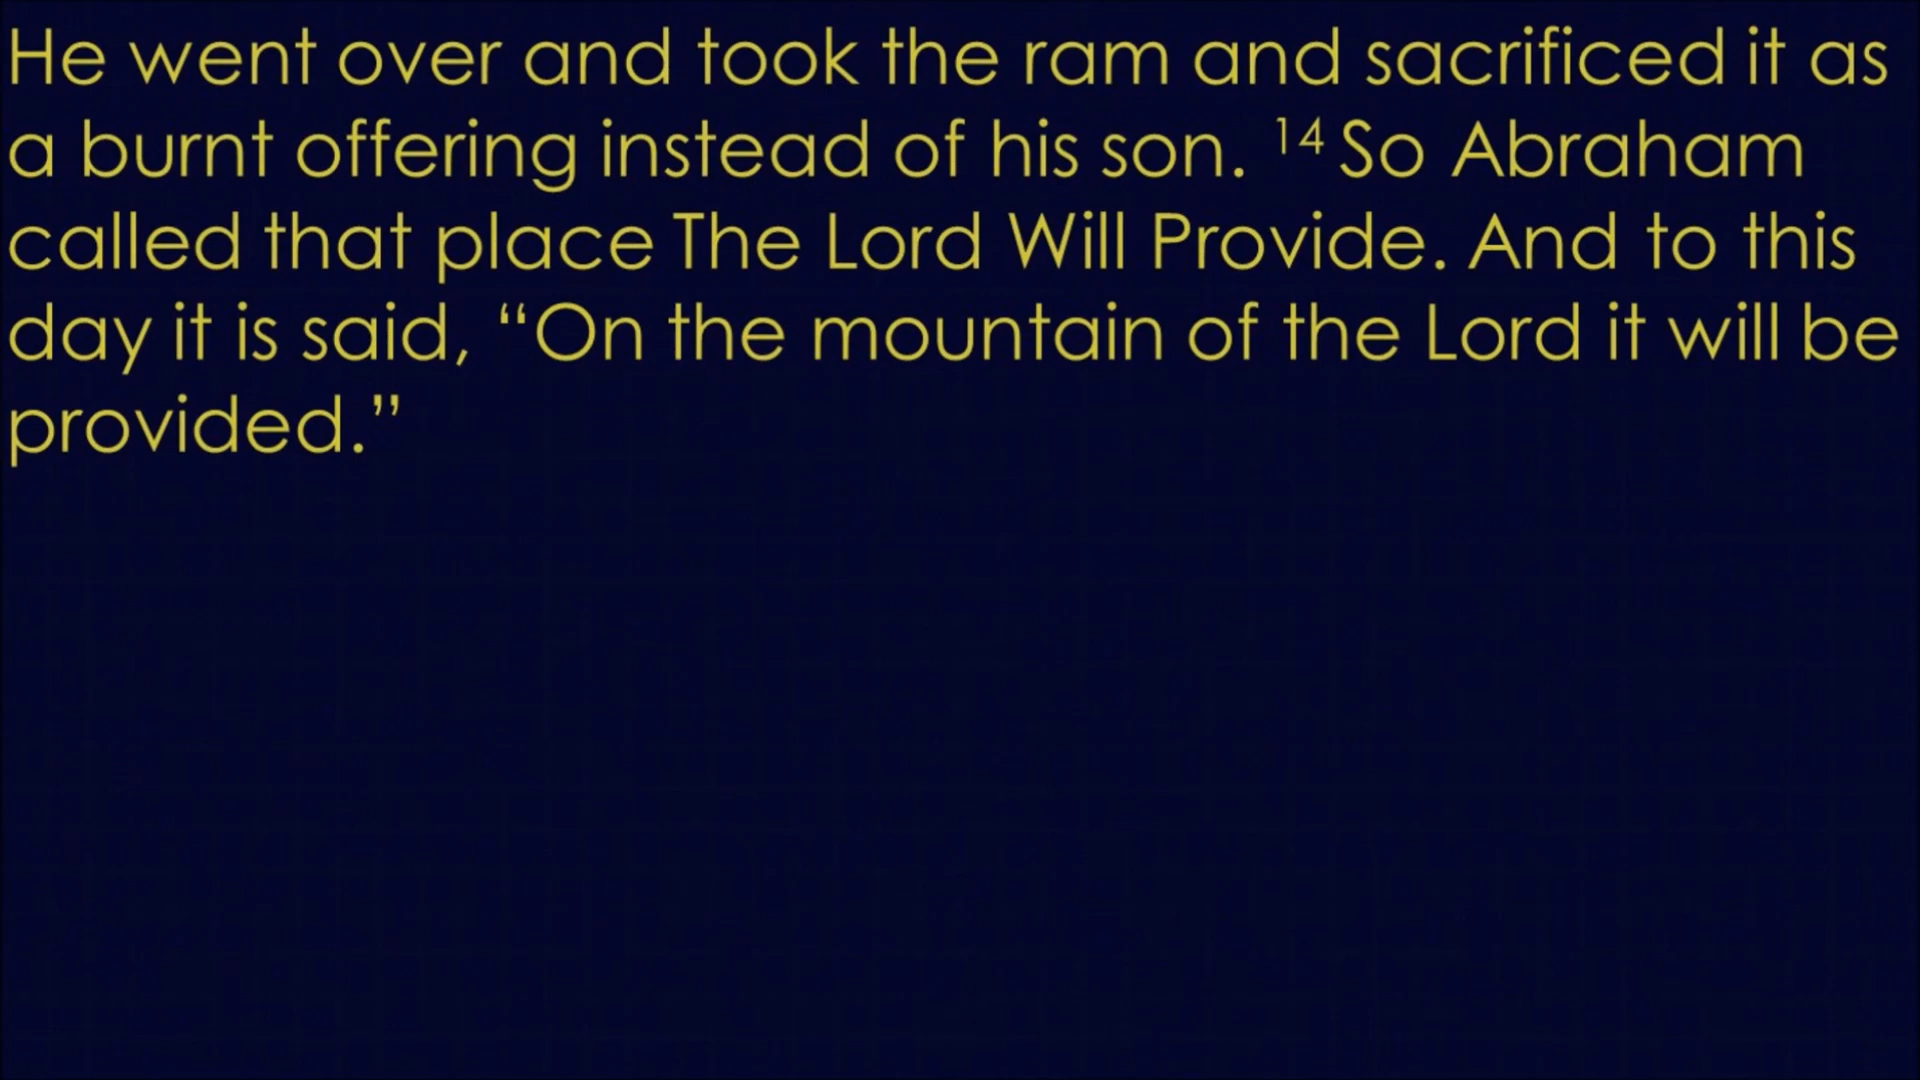 He went over and took the ram and sacrificed it as
a burnt offering instead of his son. ¹⁴ So Abraham
called that place The Lord Will Provide. And to this
day it is said, “On the mountain of the Lord it will be
provided.”